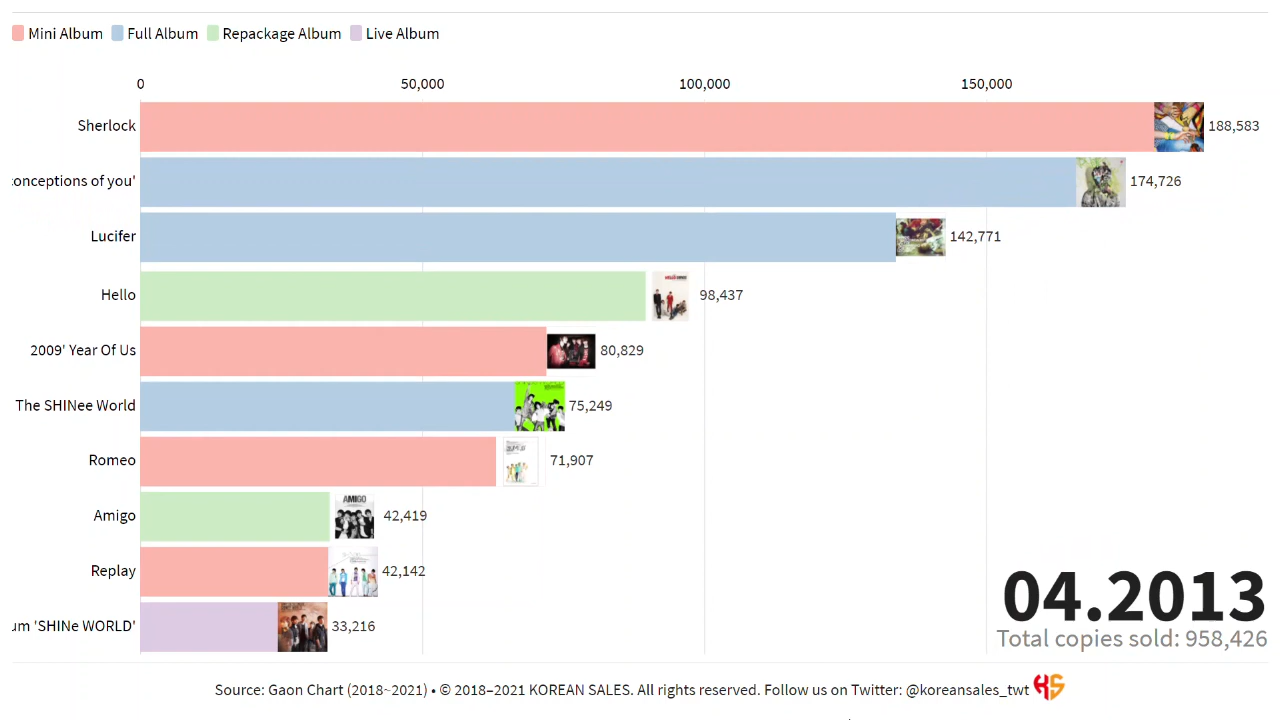 Mini Album Full Album Repackage Album Live Album
0 50,000 100,000 150,000
Sherlock 188,583
conceptions of you' 174,726
Lucifer 142,771
Hello 98,437
2009' Year Of Us 80,829
The SHINee World 75,249
Romeo 71,907
AMIGO
Amigo 42,419
Replay 42,142
um 'SHINe WORLD' 33,216
04.2013
Total copies sold: 958,426
Source: Gaon Chart (2018~2021) • © 2018–2021 KOREAN SALES. All rights reserved. Follow us on Twitter: @koreansales_twt KS